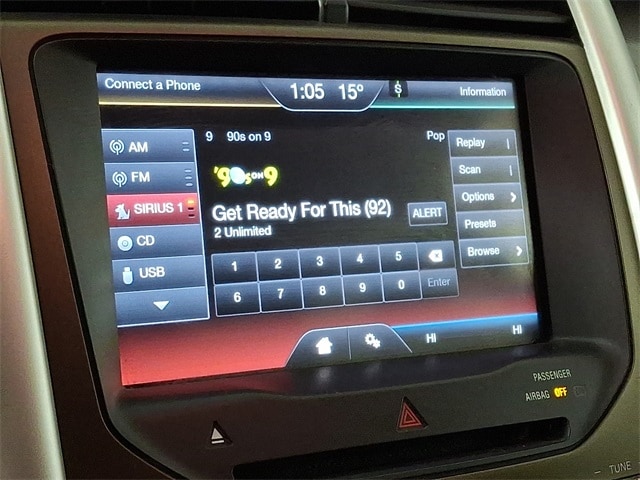 Connect a Phone 1:05 15° $ Information
9 90s on 9 Pop
AM
FM
SIRIUS 1
CD
USB
'90s ON 9
Get Ready For This (92)
2 Unlimited
ALERT
Replay
Scan
Options
Presets
Browse
1 2 3 4 5
6 7 8 9 0 Enter
HI HI
PASSENGER
AIRBAG OFF
TUNE